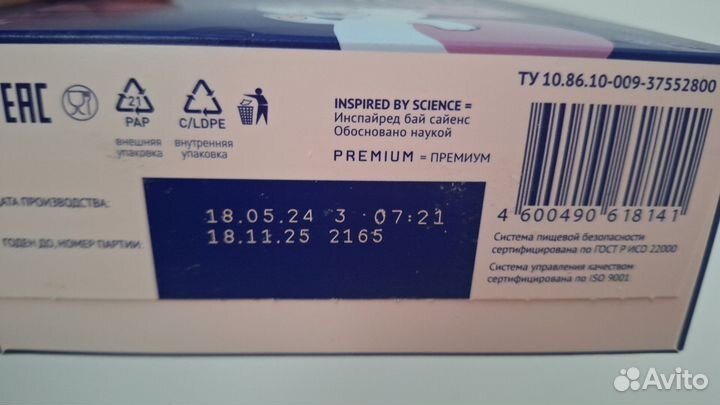 ТУ 10.86.10-009-37552800
EAC
21
PAP
C/LDPE
внешняя
упаковка
внутренняя
упаковка
INSPIRED BY SCIENCE =
Инспайред бай сайенс
Обосновано наукой
PREMIUM = ПРЕМИУМ
АТА ПРОИЗВОДСТВА:
18.05.24 3 07:21
ГОДЕН ДО, НОМЕР ПАРТИИ:
18.11.25 2165
4 600490 618141
Система пищевой безопасности
сертифицирована по ГОСТ Р ИСО 22000
Система управления качеством
сертифицирована по ISO 9001
Avito